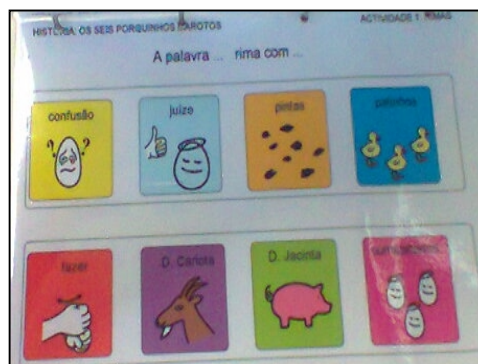 HISTÓRIA: OS SEIS PORQUINHOS MAROTOS
ACTIVIDADE 1: RIMAS
A palavra ... rima com ...
confusão juízo pintas patinhos
fazer D. Carlota D. Jacinta